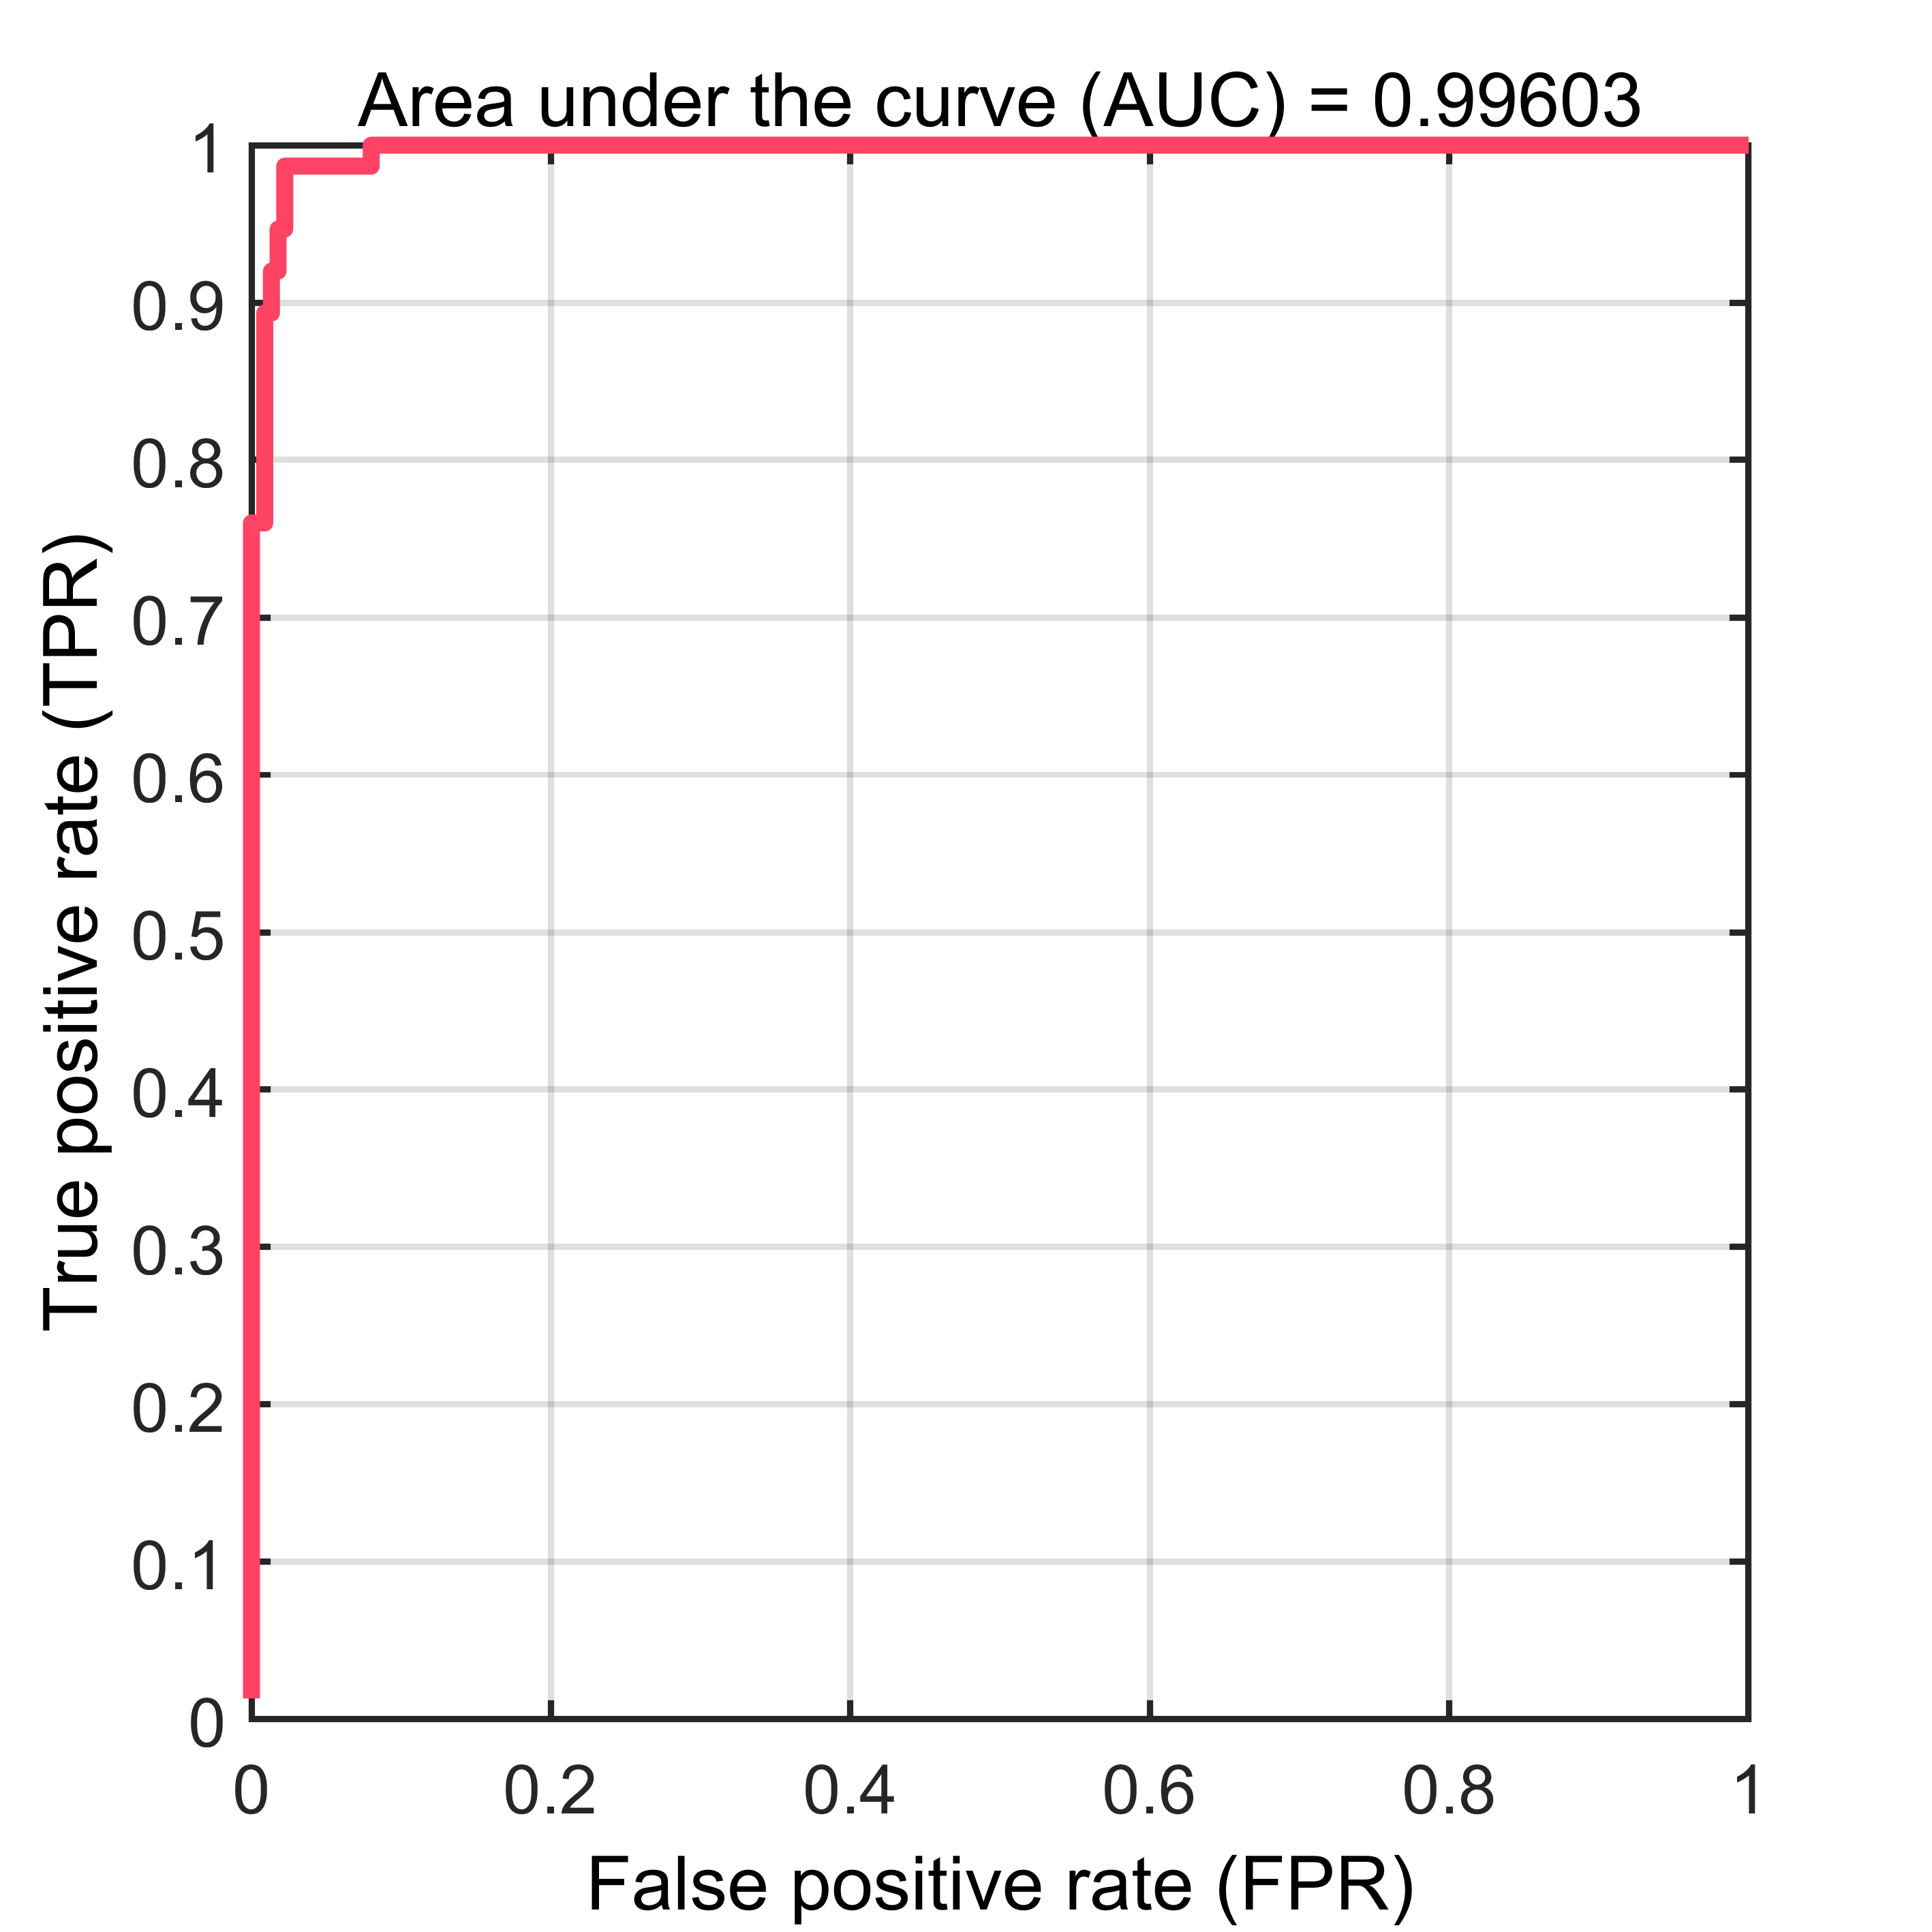 Area under the curve (AUC) = 0.99603
1
0.9
0.8
0.7
0.6
0.5
0.4
0.3
0.2
0.1
0
True positive rate (TPR)
0 0.2 0.4 0.6 0.8 1
False positive rate (FPR)